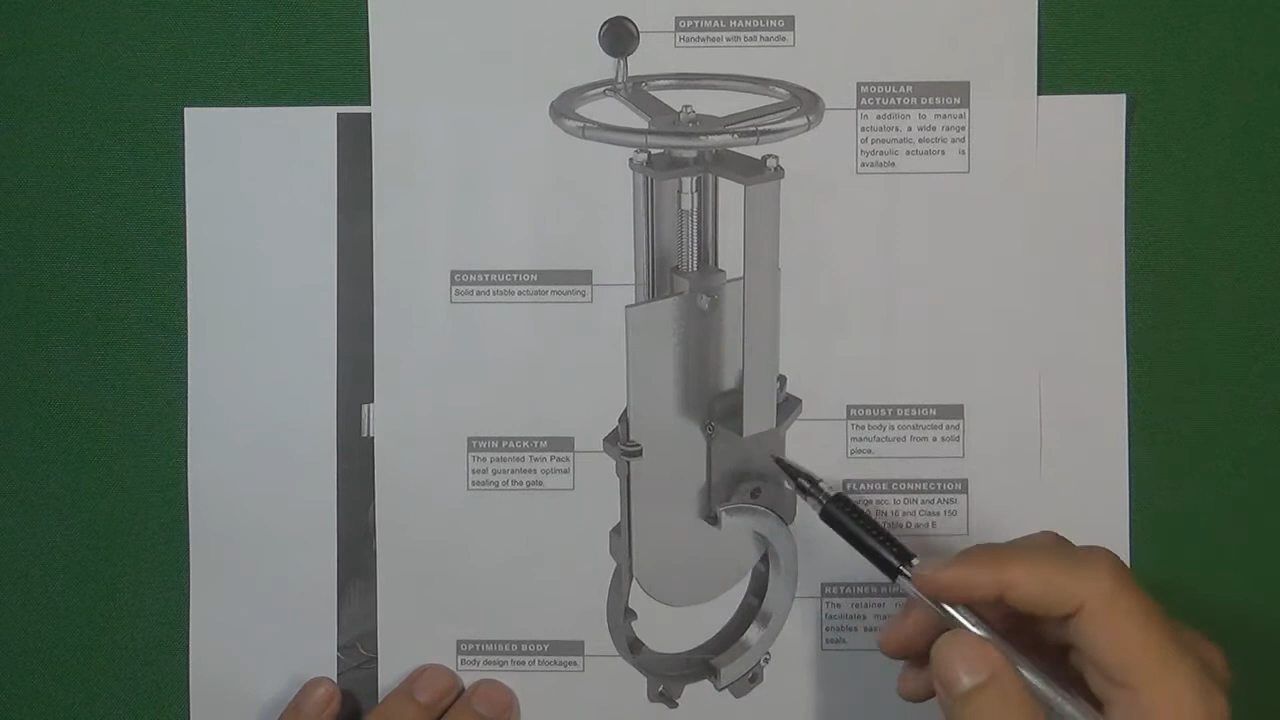 OPTIMAL HANDLING
Handwheel with ball handle.
MODULAR
ACTUATOR DESIGN
In addition to manual
actuators, a wide range
of pneumatic, electric and
hydraulic actuators is
available.
CONSTRUCTION
Solid and stable actuator mounting.
ROBUST DESIGN
The body is constructed and
manufactured from a solid
piece.
TWIN PACK-TM
The patented Twin Pack
seal guarantees optimal
sealing of the gate.
FLANGE CONNECTION
acc. to DIN and ANSI.
PN 16 and Class 150
Table D and E
RETAINER
The retainer
facilitates
enables
seals.
OPTIMISED BODY
Body design free of blockages.